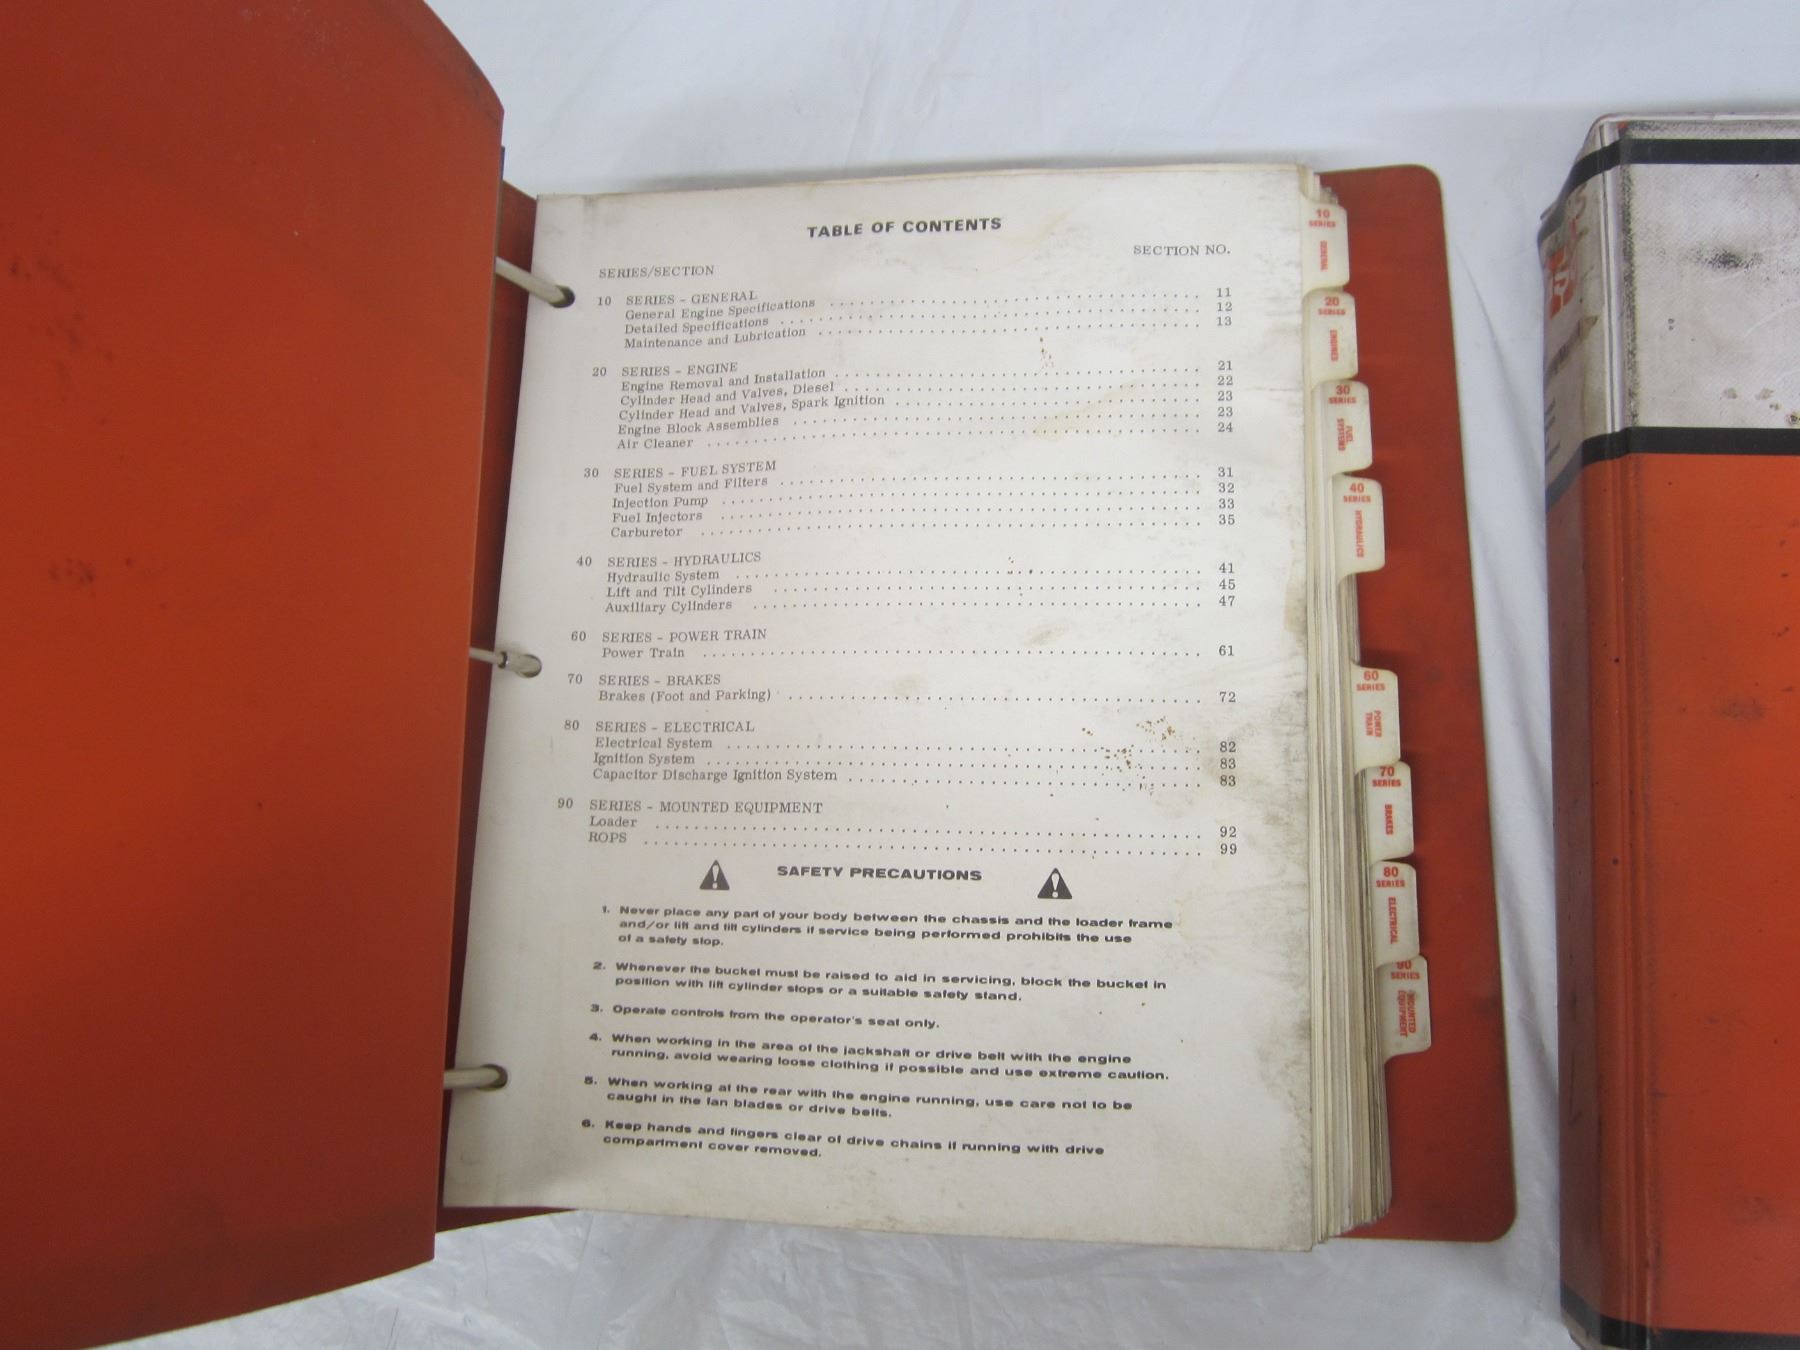 TABLE OF CONTENTS
SECTION NO.
SERIES/SECTION
10 SERIES - GENERAL
General Engine Specifications 11
Detailed Specifications 12
Maintenance and Lubrication 13
20 SERIES - ENGINE
Engine Removal and Installation 21
Cylinder Head and Valves, Diesel 22
Cylinder Head and Valves, Spark Ignition 23
Engine Block Assemblies 23
Air Cleaner 24
30 SERIES - FUEL SYSTEM
Fuel System and Filters 31
Injection Pump 32
Fuel Injectors 33
Carburetor 35
40 SERIES - HYDRAULICS
Hydraulic System 41
Lift and Tilt Cylinders 45
Auxiliary Cylinders 47
60 SERIES - POWER TRAIN
Power Train 61
70 SERIES - BRAKES
Brakes (Foot and Parking) 72
80 SERIES - ELECTRICAL
Electrical System 82
Ignition System 83
Capacitor Discharge Ignition System 83
90 SERIES - MOUNTED EQUIPMENT
Loader 92
ROPS 99
SAFETY PRECAUTIONS
1. Never place any part of your body between the chassis and the loader frame
and/or lift and tilt cylinders if service being performed prohibits the use
of a safety stop.
2. Whenever the bucket must be raised to aid in servicing, block the bucket in
position with lift cylinder stops or a suitable safety stand.
3. Operate controls from the operator's seat only.
4. When working in the area of the jackshaft or drive belt with the engine
running, avoid wearing loose clothing if possible and use extreme caution.
5. When working at the rear with the engine running, use care not to be
caught in the fan blades or drive belts.
6. Keep hands and fingers clear of drive chains if running with drive
compartment cover removed.
10
SERIES
GENERAL
20
SERIES
ENGINES
30
SERIES
FUEL
SYSTEMS
40
SERIES
HYDRAULICS
60
SERIES
POWER
TRAIN
70
SERIES
BRAKES
80
SERIES
ELECTRICAL
90
SERIES
MOUNTED
EQUIPMENT